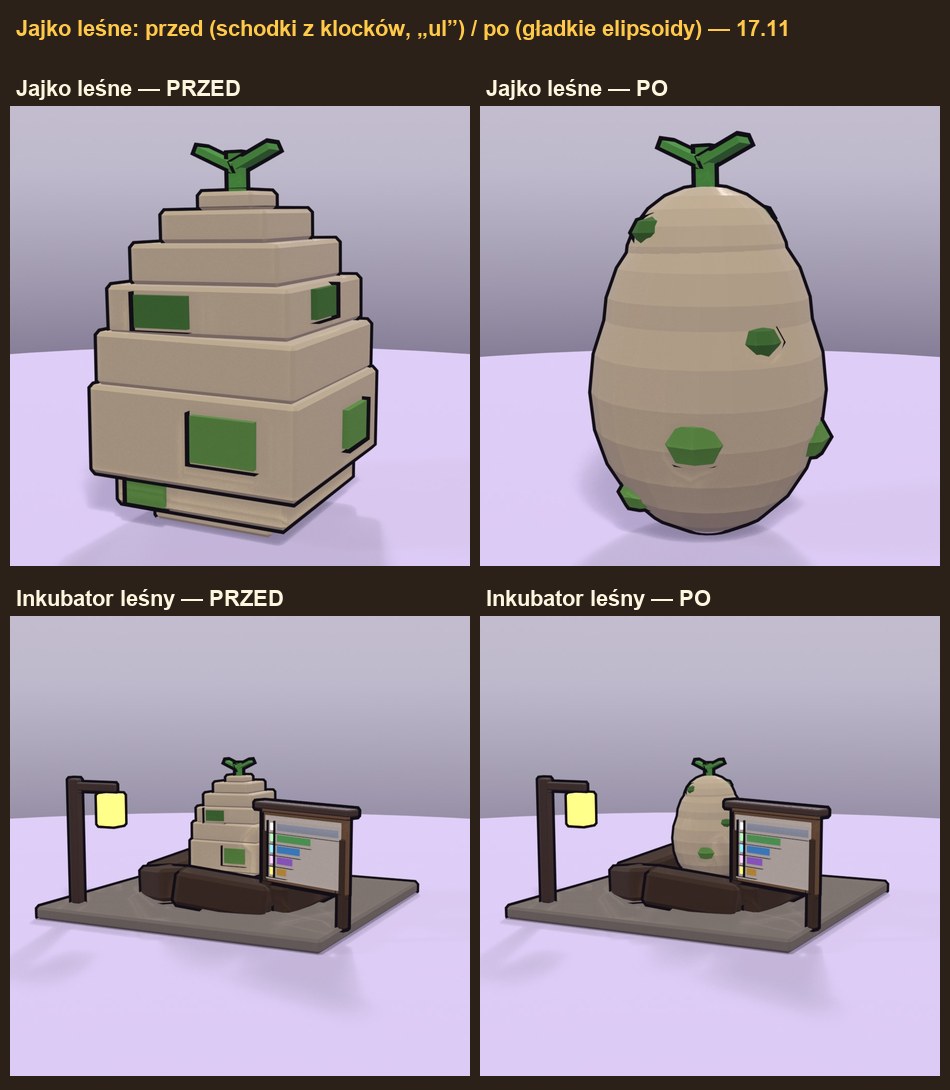 Jajko leśne: przed (schodki z klocków, „ul”) / po (gładkie elipsoidy) — 17.11
Jajko leśne — PRZED
Jajko leśne — PO
Inkubator leśny — PRZED
Inkubator leśny — PO